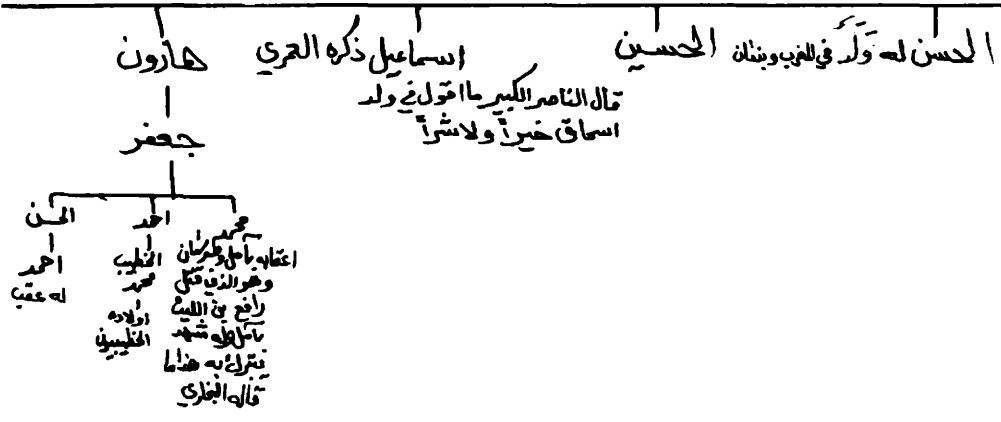 الحسن له وَلَدٌ في المغرب وبنتان
الحسين
اسماعيل ذكره العمري
قال الناصر الكبير ما اقول في ولد
اسحاق خيراً ولا شراً
هارون
جعفر
محمد
اعقابه بآمل وطبرستان
وهو الذي قتل
رافع بن الليث
بآمل وله مشهد
يتبرك به هذا ما
قاله البخاري
احمد
الخطيب
محمد
اولاده
الخطيبيون
الحسن
احمد
له عقب